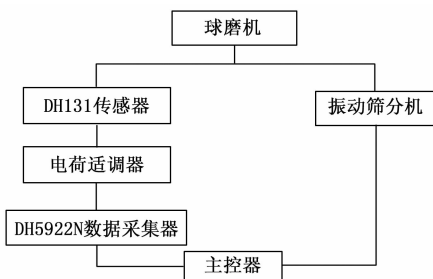 球磨机
DH131传感器
振动筛分机
电荷适调器
DH5922N数据采集器
主控器